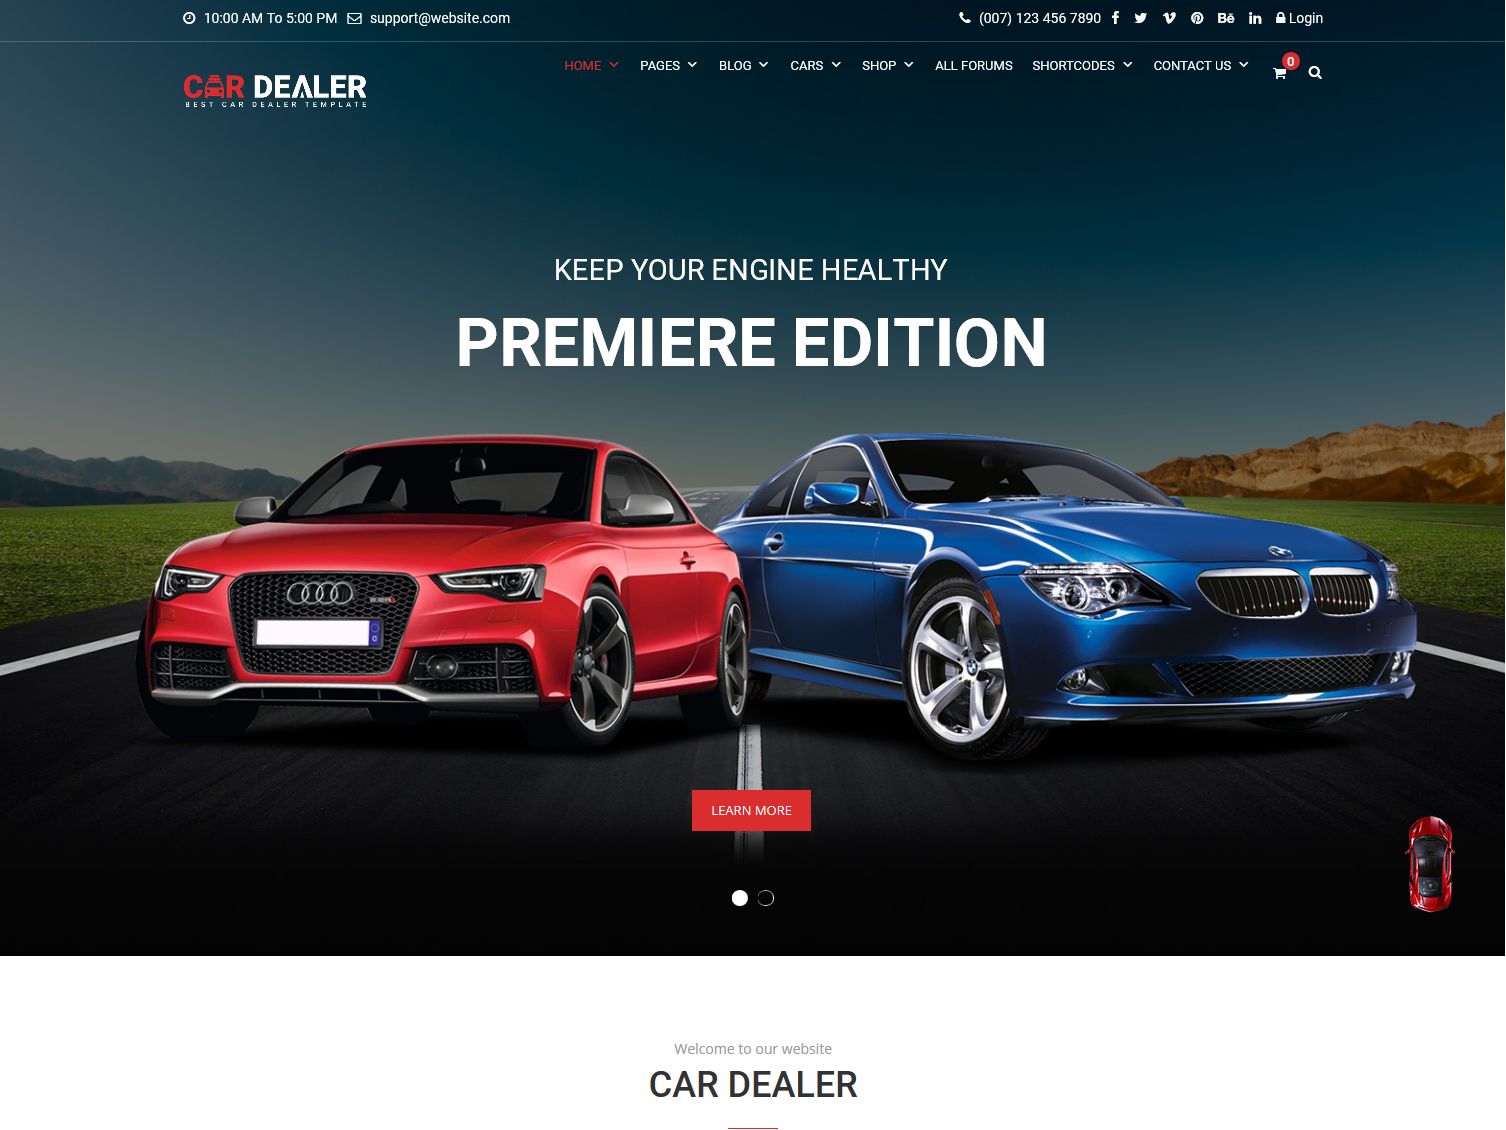 10:00 AM To 5:00 PM support@website.com (007) 123 456 7890 Login
HOME PAGES BLOG CARS SHOP ALL FORUMS SHORTCODES CONTACT US 0
CAR DEALER
BEST CAR DEALER TEMPLATE
KEEP YOUR ENGINE HEALTHY
PREMIERE EDITION
LEARN MORE
Welcome to our website
CAR DEALER